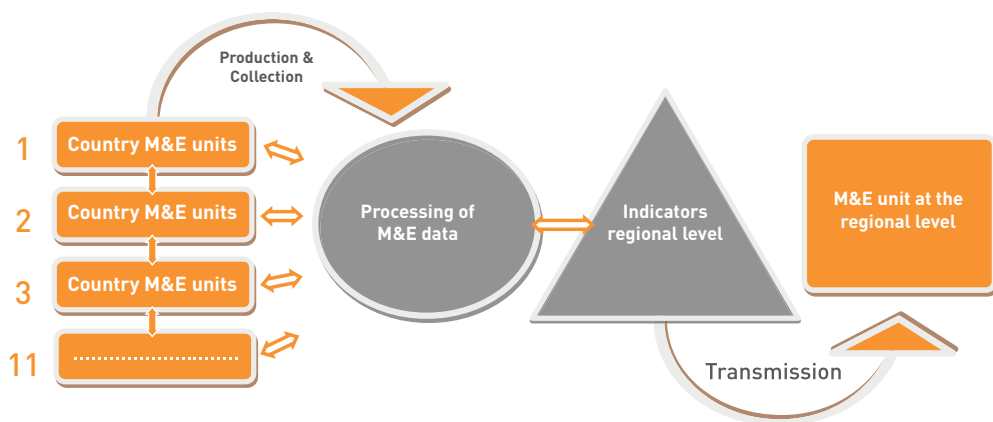 Production &
Collection
1
Country M&E units
2
Country M&E units
3
Country M&E units
11
Processing of
M&E data
Indicators
regional level
M&E unit at the
regional level
Transmission